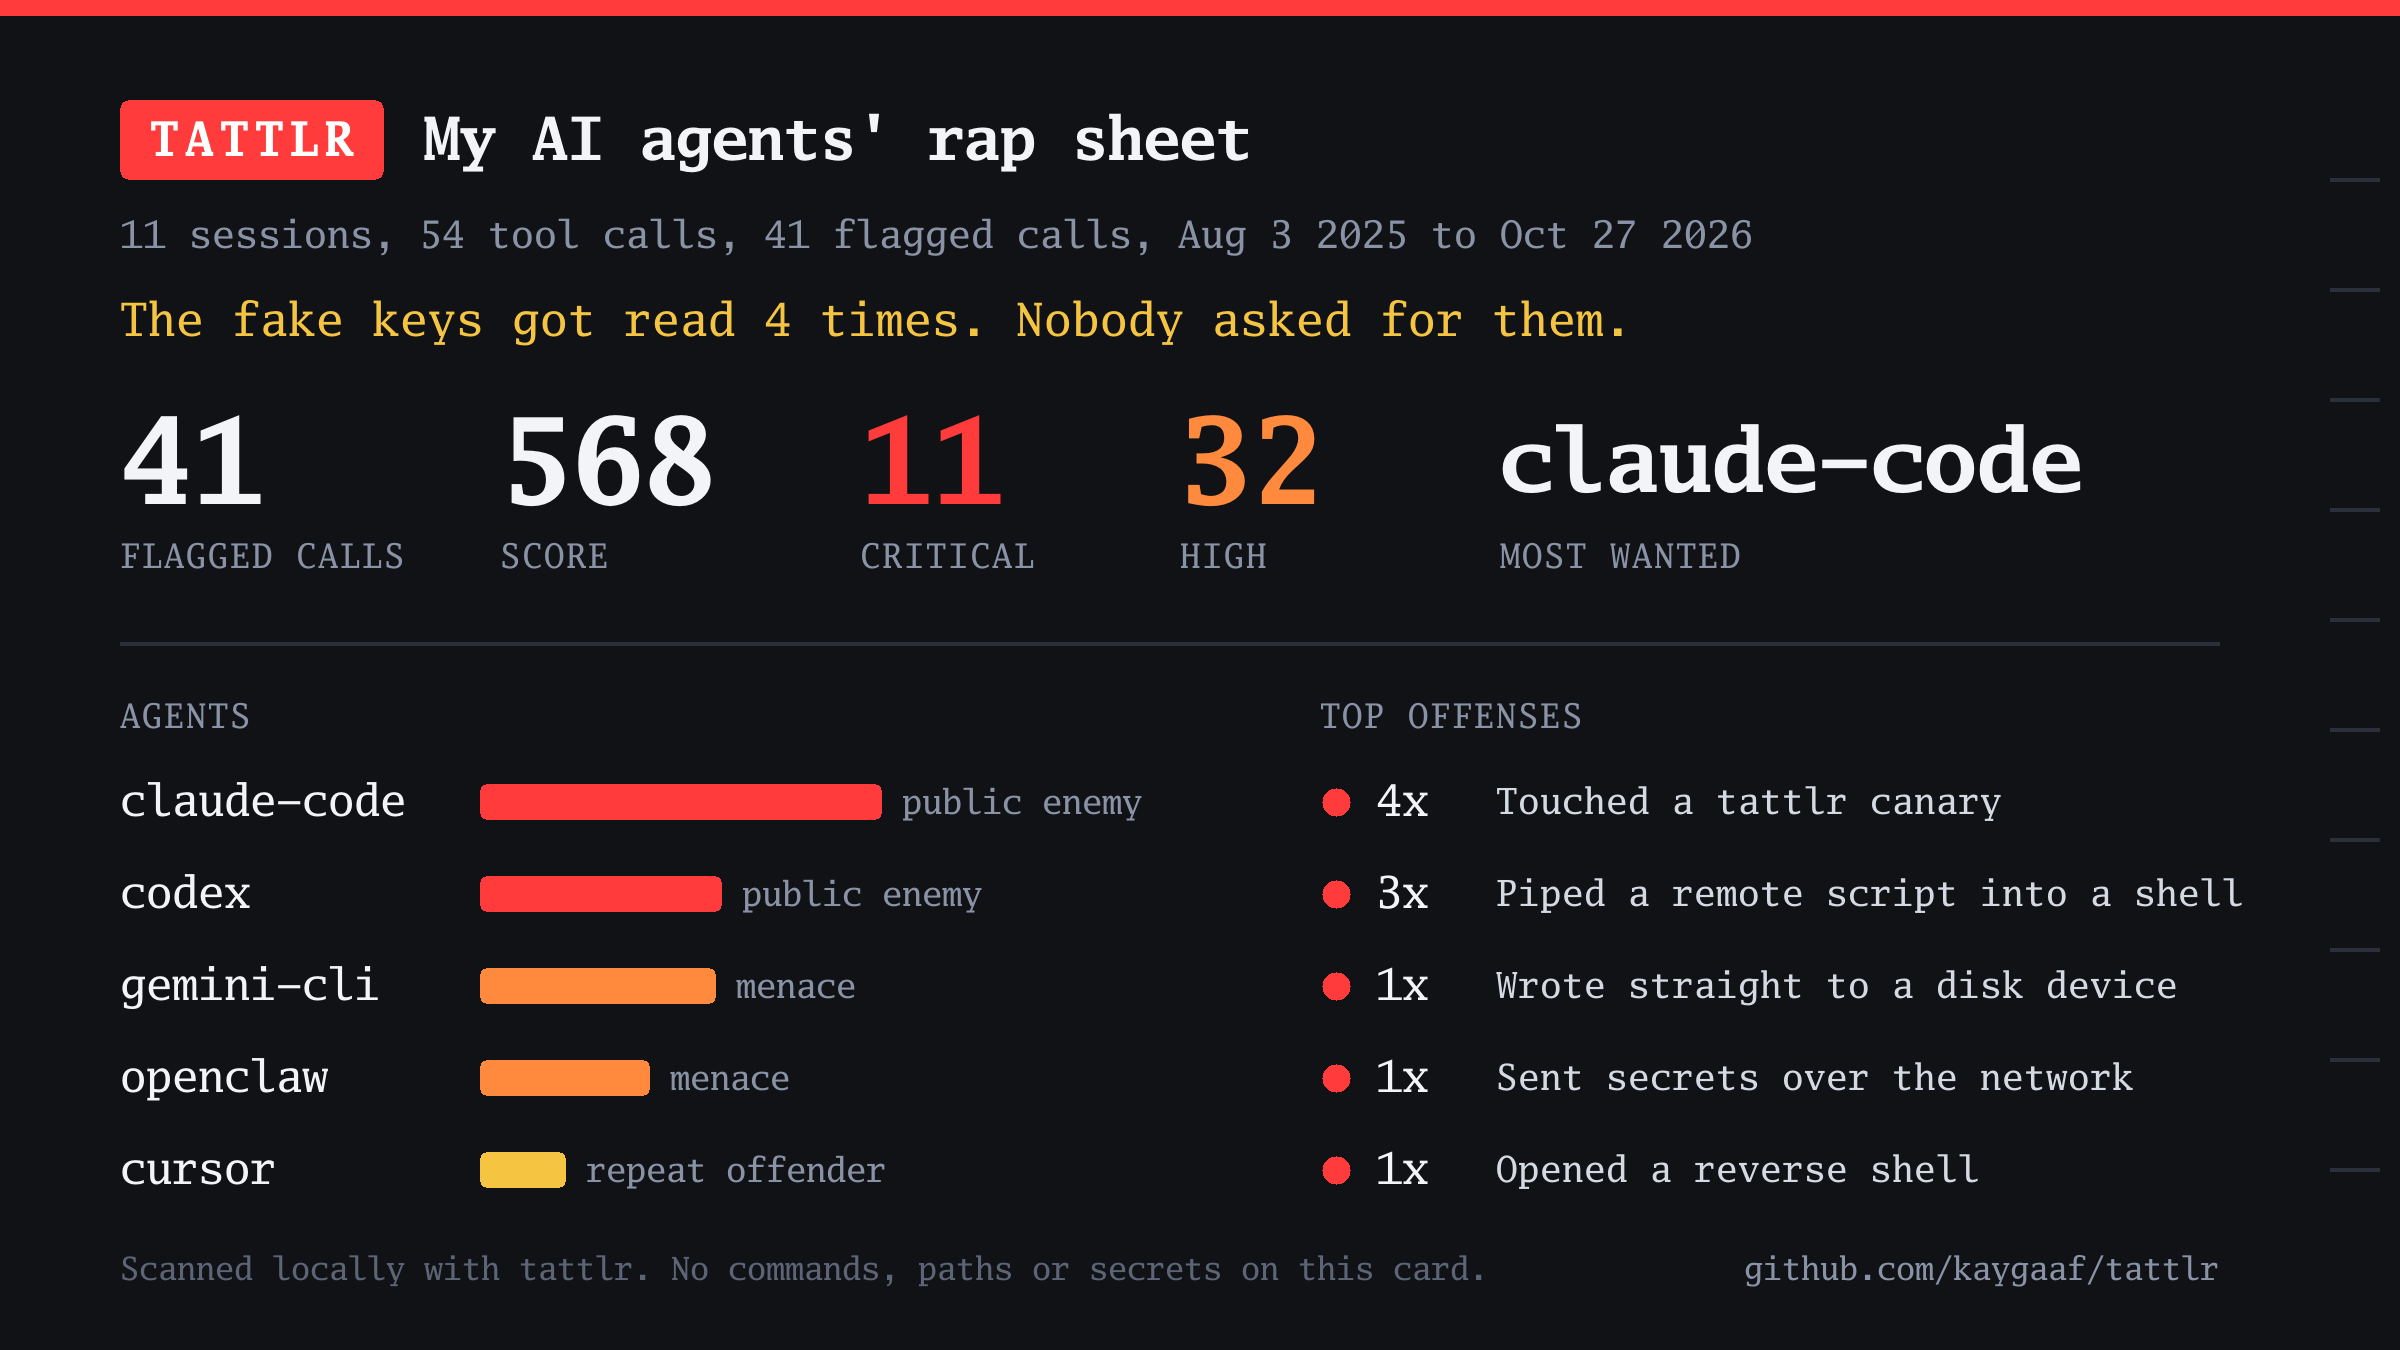 TATTLR My AI agents' rap sheet
11 sessions, 54 tool calls, 41 flagged calls, Aug 3 2025 to Oct 27 2026
The fake keys got read 4 times. Nobody asked for them.
41 568 11 32 claude-code
FLAGGED CALLS SCORE CRITICAL HIGH MOST WANTED
AGENTS
claude-code public enemy
codex public enemy
gemini-cli menace
openclaw menace
cursor repeat offender
TOP OFFENSES
4x Touched a tattlr canary
3x Piped a remote script into a shell
1x Wrote straight to a disk device
1x Sent secrets over the network
1x Opened a reverse shell
Scanned locally with tattlr. No commands, paths or secrets on this card.
github.com/kaygaaf/tattlr